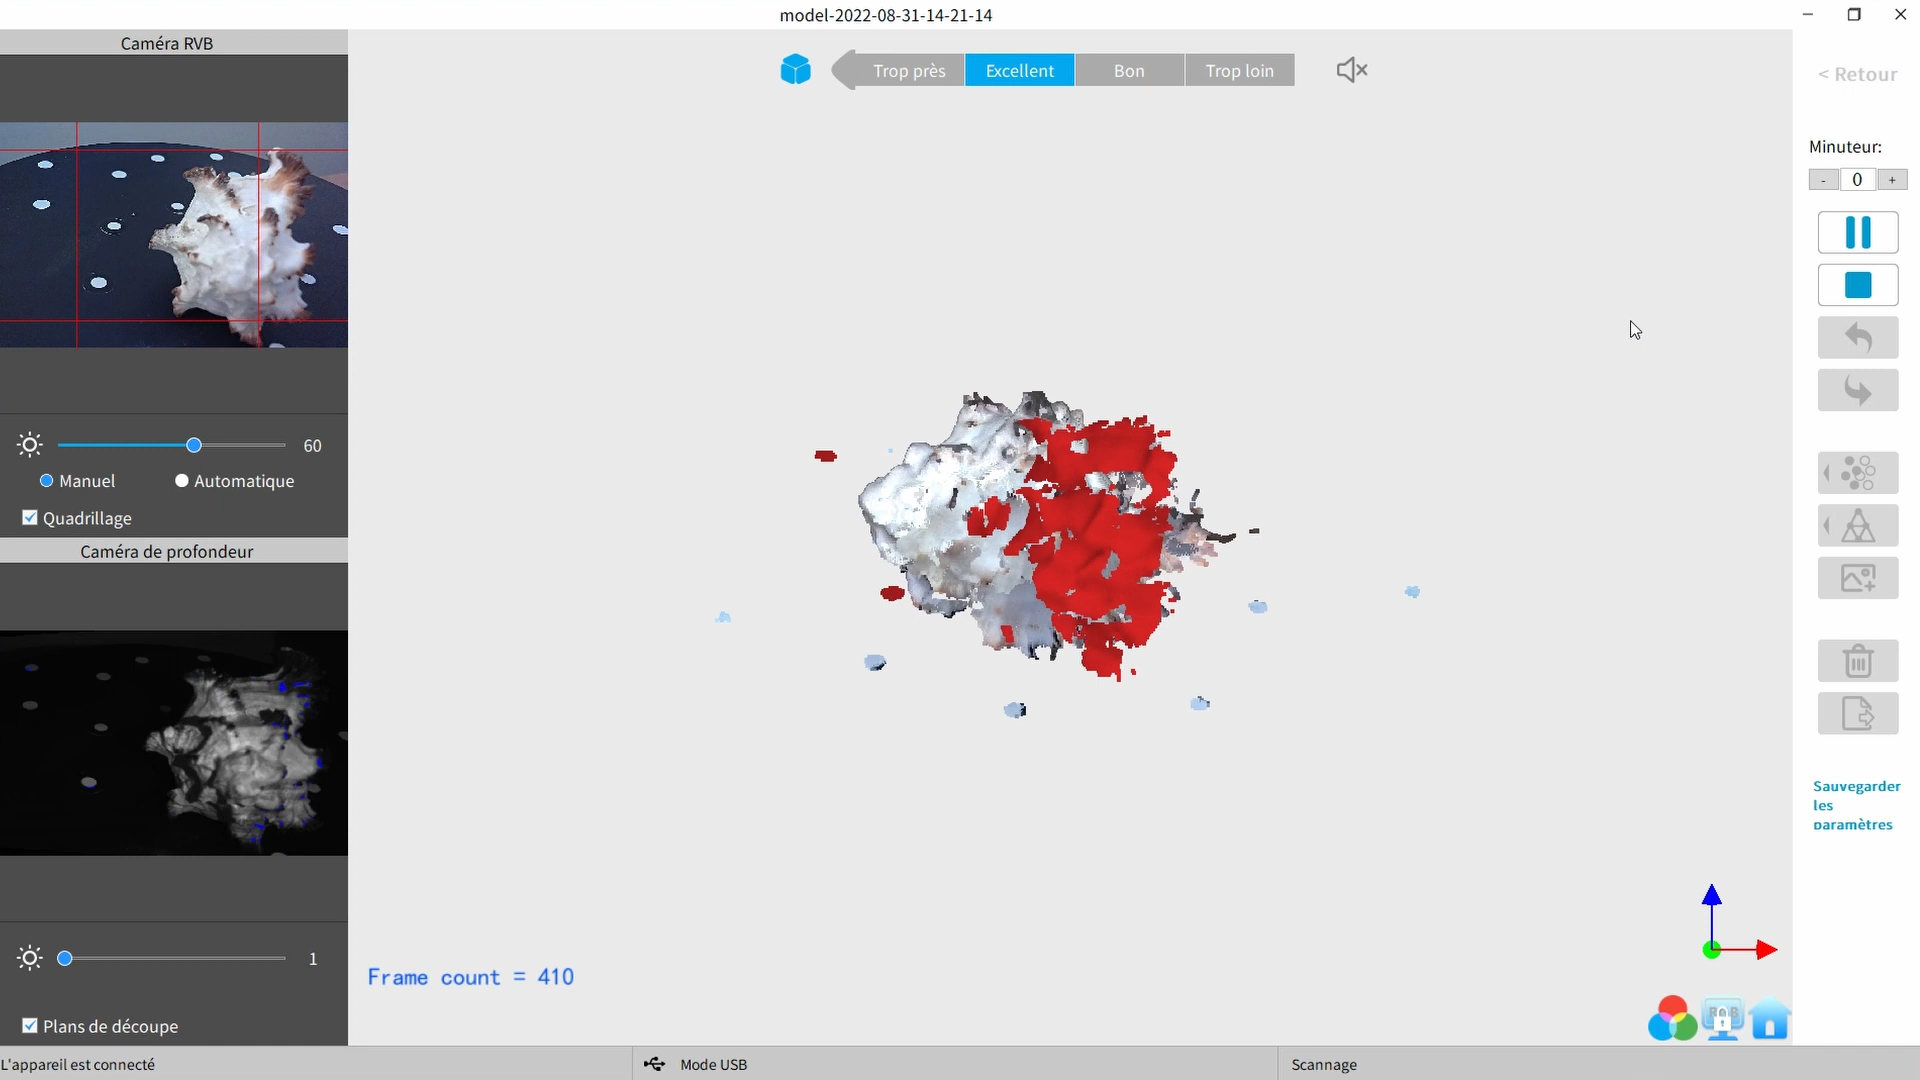 model-2022-08-31-14-21-14
Caméra RVB
Trop près
Excellent
Bon
Trop loin
< Retour
Minuteur:
- 0 +
60
Manuel
Automatique
Quadrillage
Caméra de profondeur
Sauvegarder
les
paramètres
1
Frame count = 410
Plans de découpe
L'appareil est connecté
Mode USB
Scannage